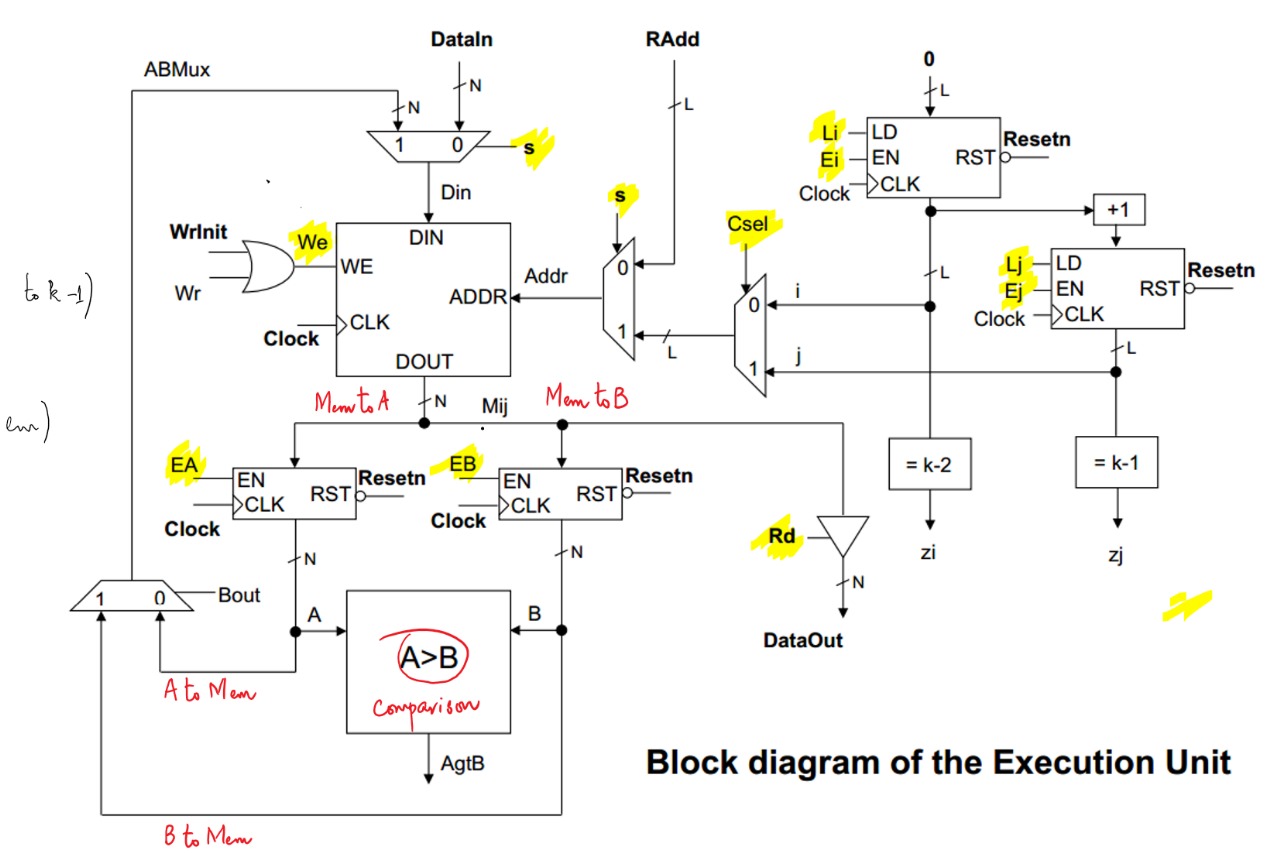 DataIn
RAdd
0
ABMux
N
N
L
L
1 0
s
Li
LD
Ei
EN
RST
Resetn
Clock
CLK
Din
s
+1
WrInit
We
DIN
WE
Wr
Csel
0
Addr
ADDR
1
L
0
i
1
j
L
Lj
LD
Ej
EN
RST
Resetn
Clock
CLK
L
to k-1)
Clock
CLK
DOUT
Mem to A
N
Mij
Mem to B
EA
EN
CLK
RST
Resetn
Clock
EB
EN
CLK
RST
Resetn
Clock
= k-2
= k-1
Rd
zi
zj
N
N
N
DataOut
1 0
Bout
A
B
A>B
Comparison
A to Mem
AgtB
B to Mem
Block diagram of the Execution Unit